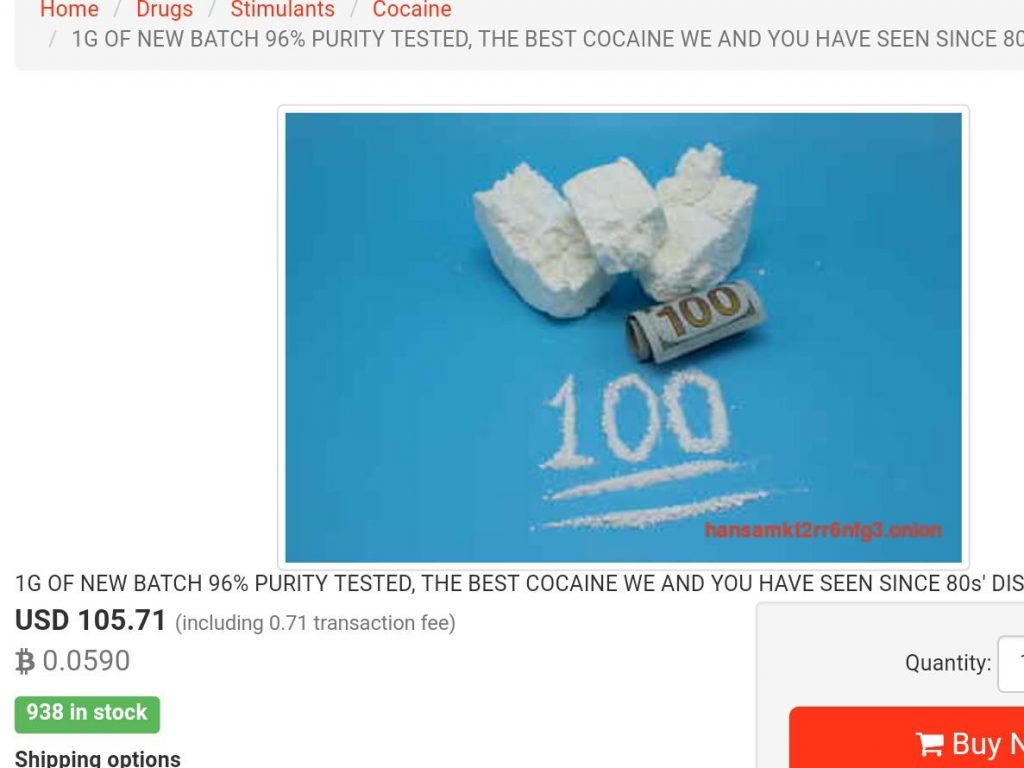 Home / Drugs / Stimulants / Cocaine
/ 1G OF NEW BATCH 96% PURITY TESTED, THE BEST COCAINE WE AND YOU HAVE SEEN SINCE 80
100
100
hansamkt2rr6nfg3.onion
1G OF NEW BATCH 96% PURITY TESTED, THE BEST COCAINE WE AND YOU HAVE SEEN SINCE 80s' DIS
USD 105.71 (including 0.71 transaction fee)
₿ 0.0590
Quantity:
938 in stock
Buy N
Shipping options